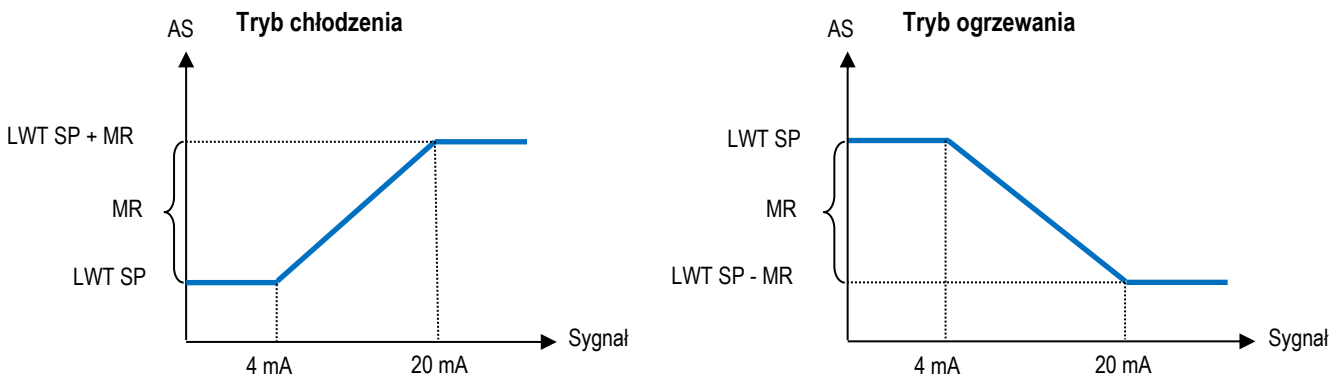 Tryb chłodzenia
AS
LWT SP + MR
MR
LWT SP
Sygnał
4 mA
20 mA
Tryb ogrzewania
AS
LWT SP
MR
LWT SP - MR
Sygnał
4 mA
20 mA